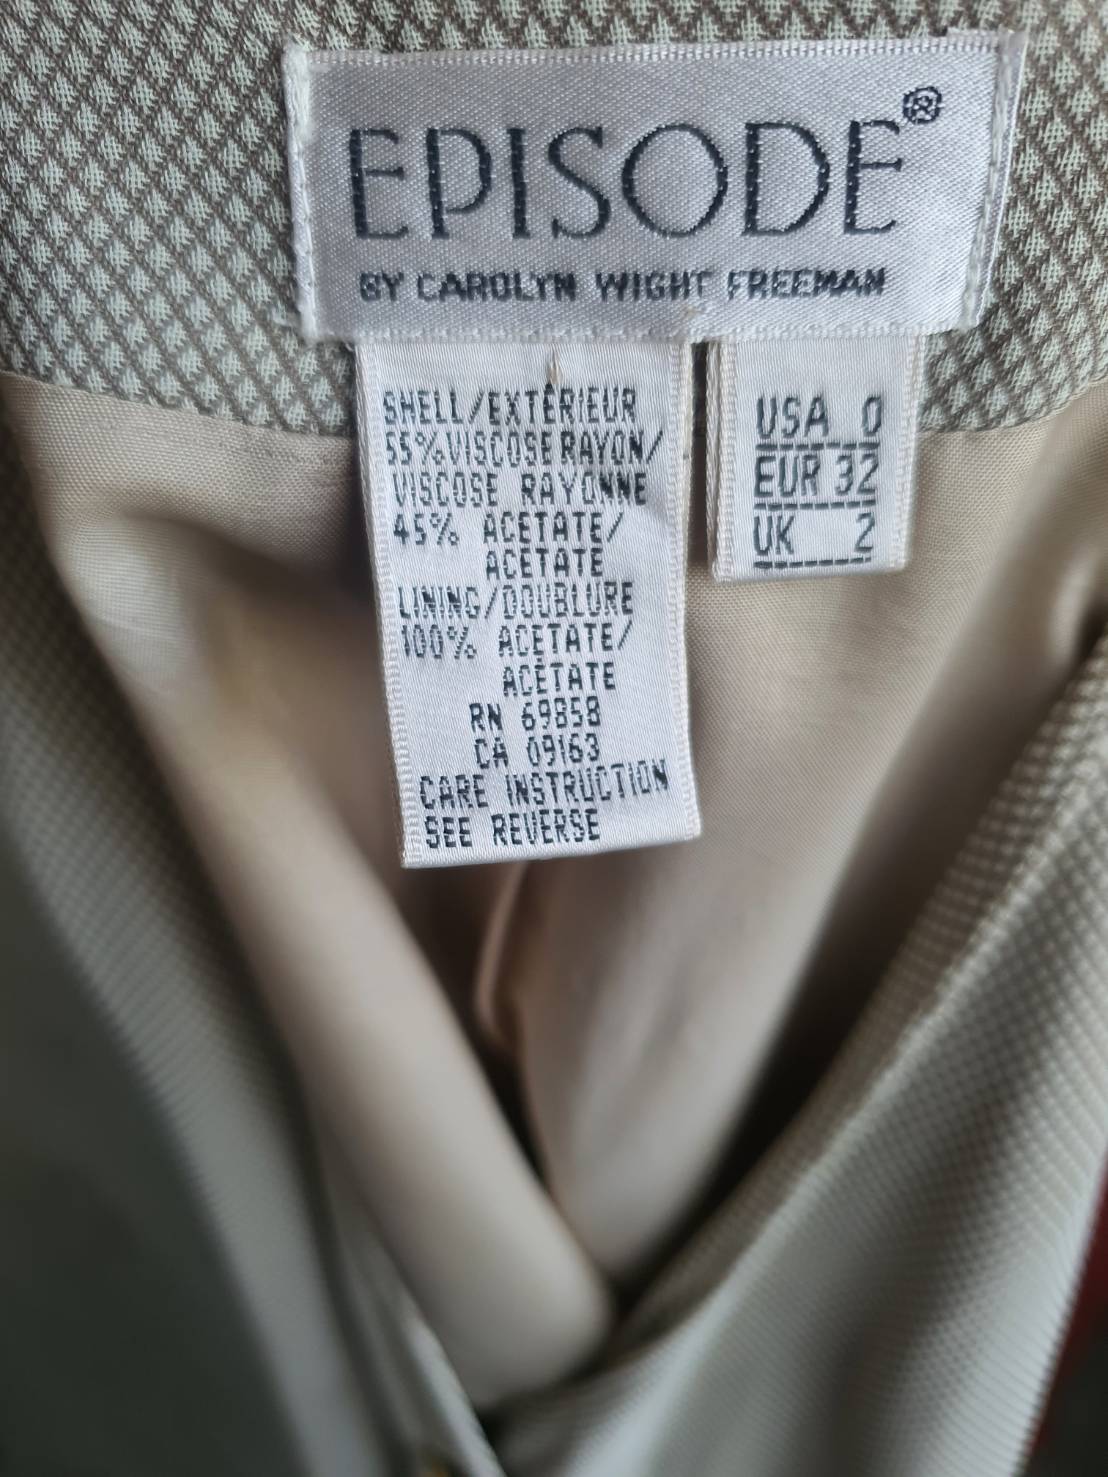 EPISODE®
BY CAROLYN WIGHT FREEMAN
SHELL/EXTÉRIEUR
55% VISCOSE RAYON/
VISCOSE RAYONNE
45% ACETATE/
ACÉTATE
LINING/DOUBLURE
100% ACETATE/
ACÉTATE
RN 69858
CA 09163
CARE INSTRUCTION
SEE REVERSE
USA 0
EUR 32
UK 2